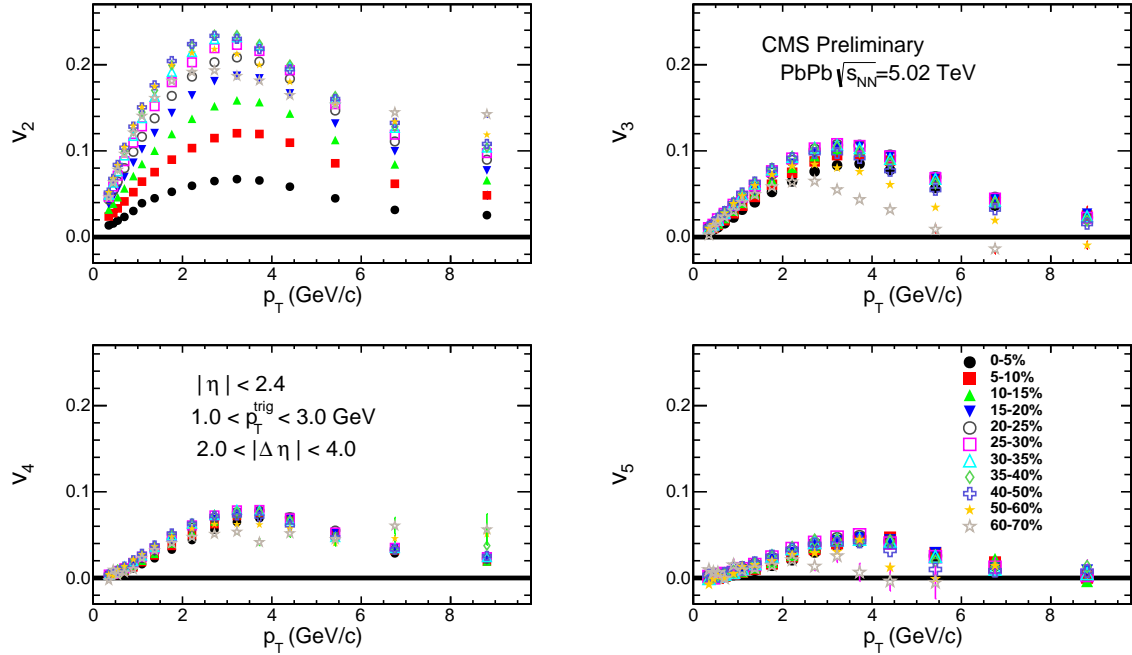 v2
0.2
0.1
0.0
0 2 4 6 8
pT (GeV/c)
CMS Preliminary
PbPb √sNN=5.02 TeV
v3
0.2
0.1
0.0
0 2 4 6 8
pT (GeV/c)
| η | < 2.4
1.0 < pT^trig < 3.0 GeV
2.0 < |Δ η | < 4.0
v4
0.2
0.1
0.0
0 2 4 6 8
pT (GeV/c)
0-5%
5-10%
10-15%
15-20%
20-25%
25-30%
30-35%
35-40%
40-50%
50-60%
60-70%
v5
0.2
0.1
0.0
0 2 4 6 8
pT (GeV/c)